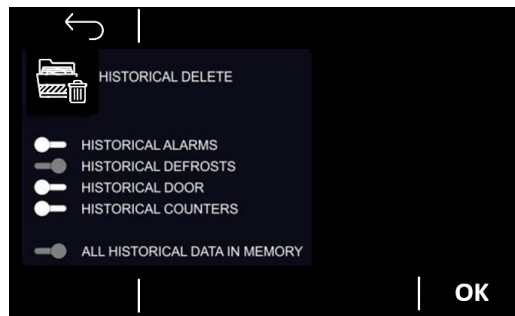 HISTORICAL DELETE
HISTORICAL ALARMS
HISTORICAL DEFROSTS
HISTORICAL DOOR
HISTORICAL COUNTERS
ALL HISTORICAL DATA IN MEMORY
OK